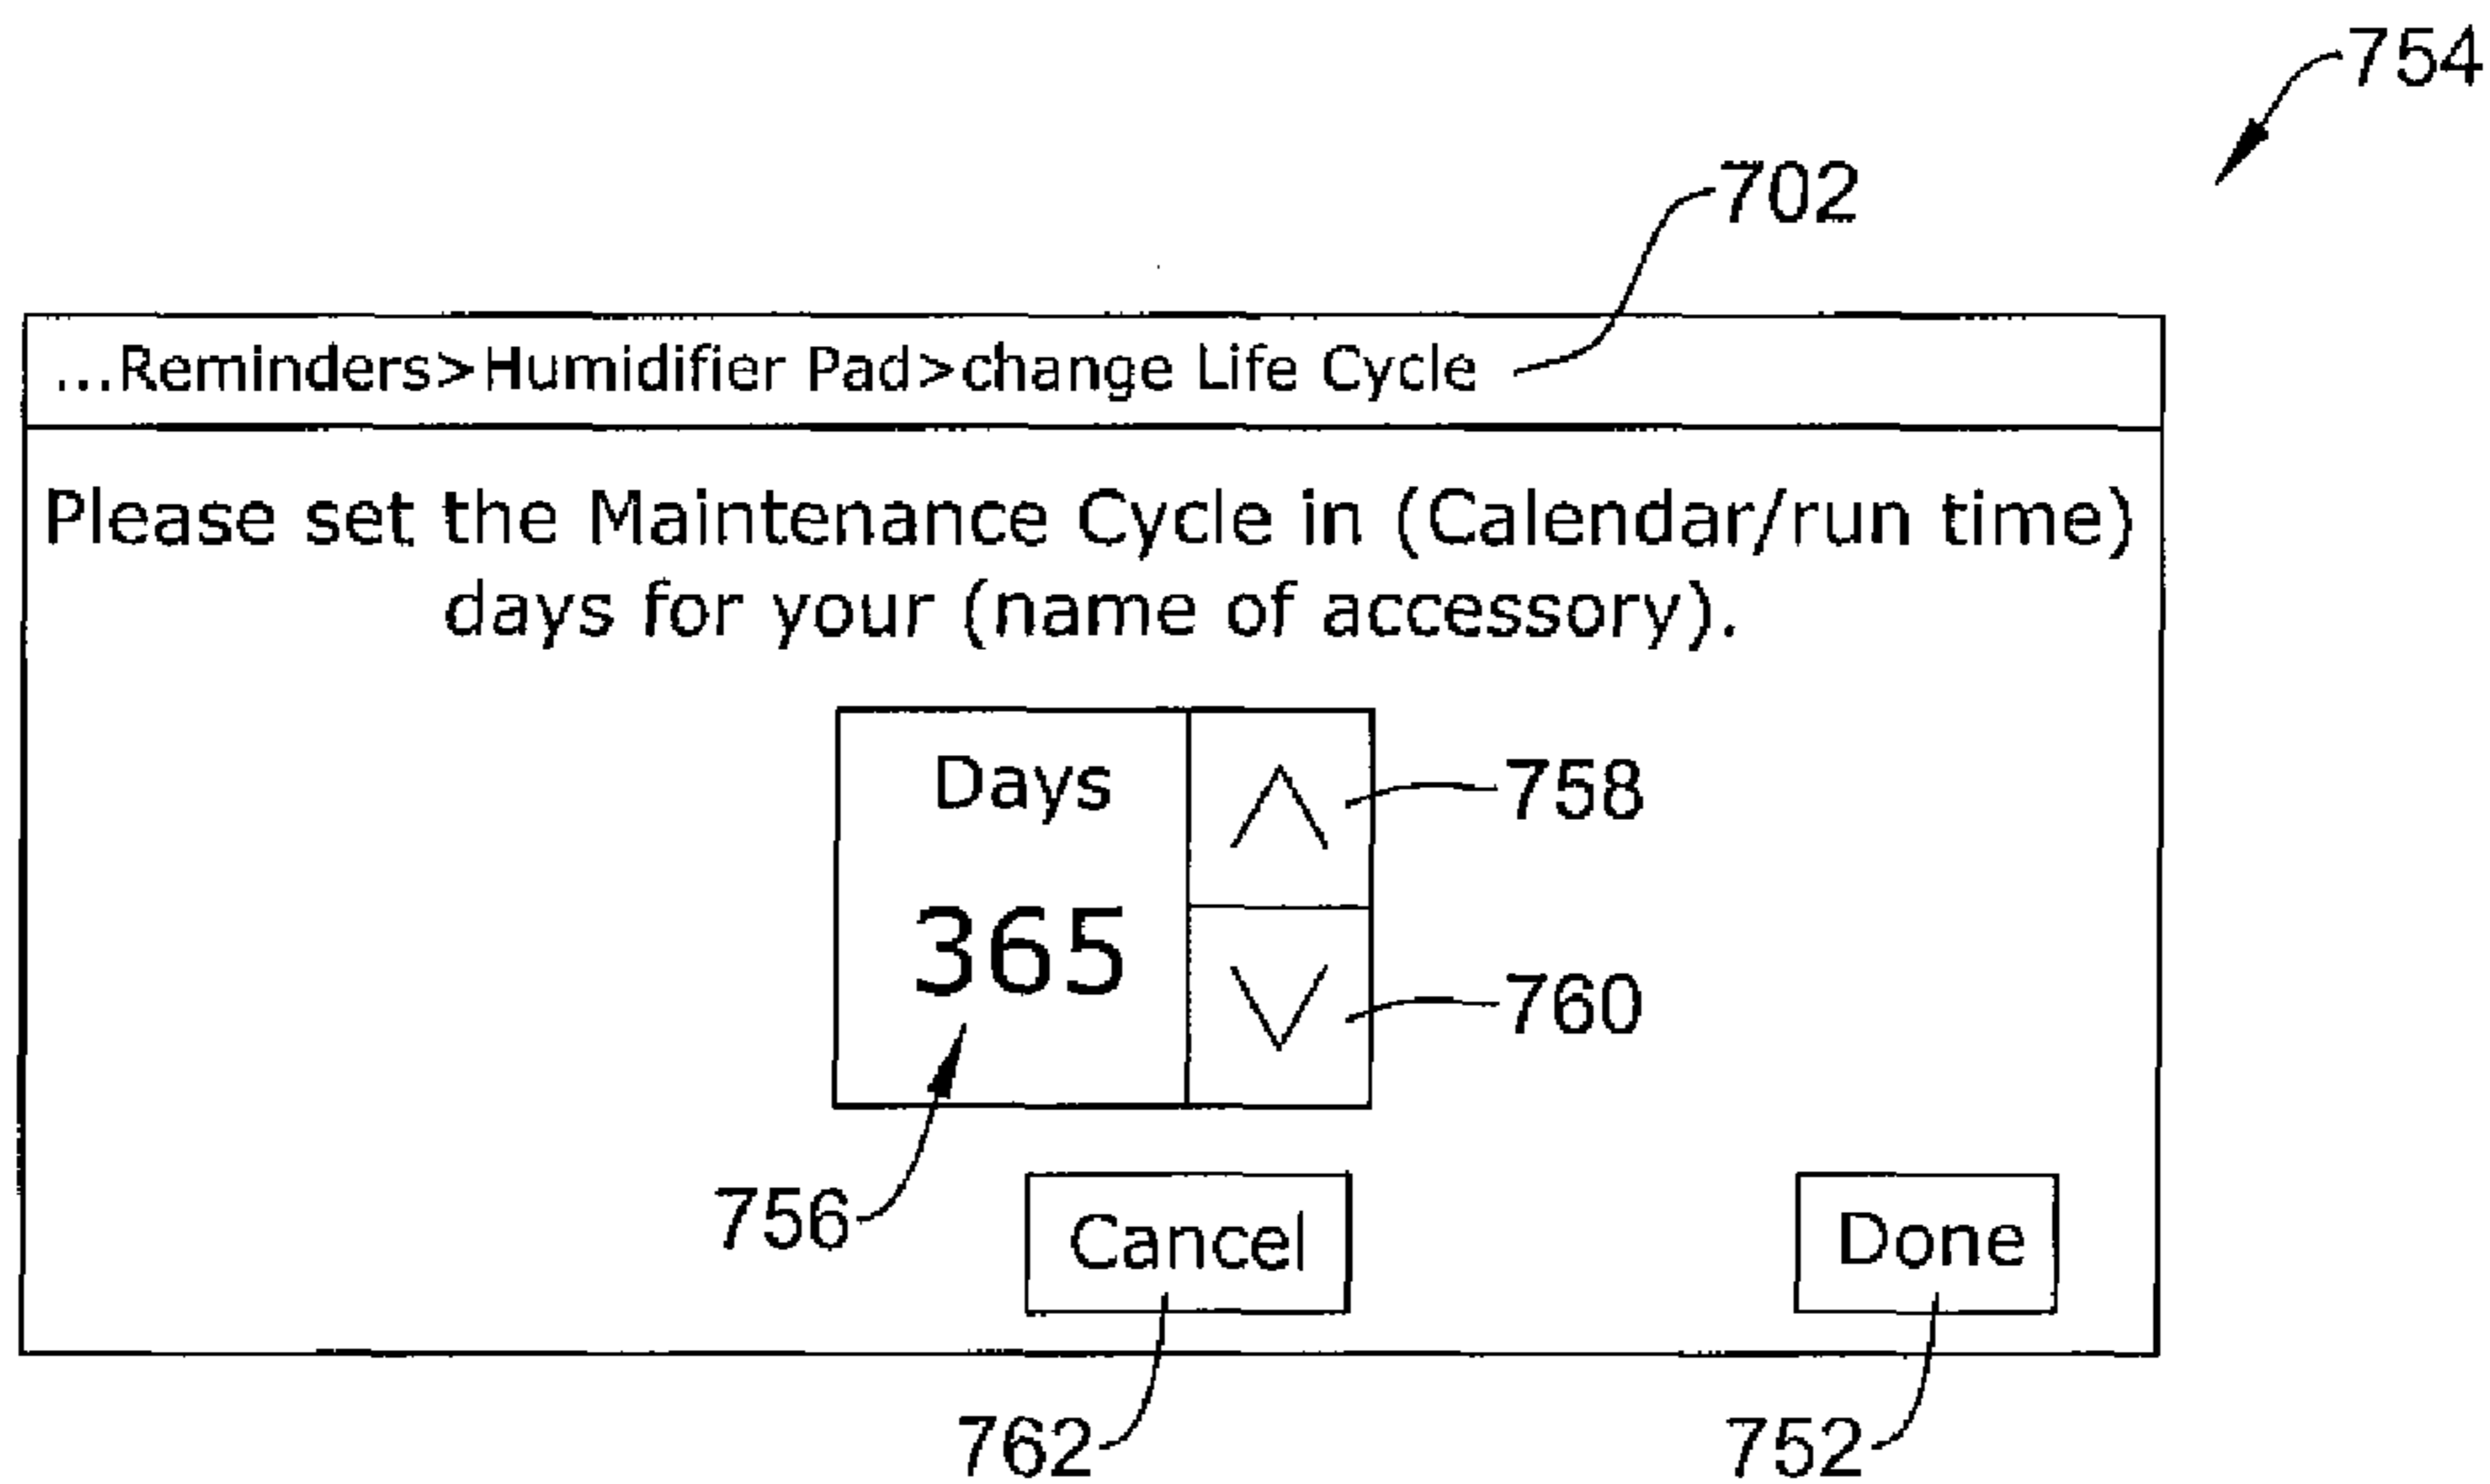 754
702
...Reminders>Humidifier Pad>change Life Cycle
Please set the Maintenance Cycle in (Calendar/run time)
days for your (name of accessory).
Days
758
365
760
756
Cancel
Done
762
752